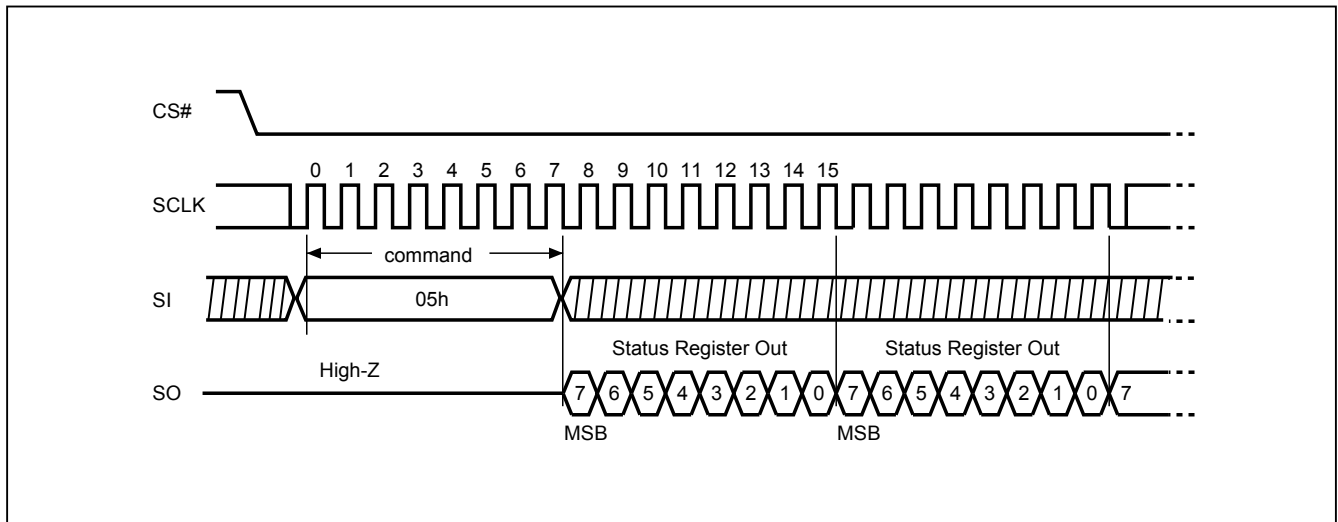 CS#
0 1 2 3 4 5 6 7 8 9 10 11 12 13 14 15
SCLK
command
SI
05h
Status Register Out Status Register Out
High-Z
SO
7 6 5 4 3 2 1 0 7 6 5 4 3 2 1 0 7
MSB MSB